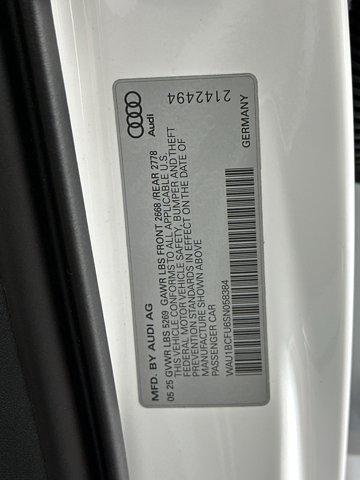 MFD. BY AUDI AG
05 25 GVWR LBS 5269 GAWR LBS FRONT 2668 /REAR 2778
THIS VEHICLE CONFORMS TO ALL APPLICABLE U.S.
FEDERAL MOTOR VEHICLE SAFETY, BUMPER AND THEFT
PREVENTION STANDARDS IN EFFECT ON THE DATE OF
MANUFACTURE SHOWN ABOVE
PASSENGER CAR
WAU1BCFU6SN058384
GERMANY
Audi
2142494